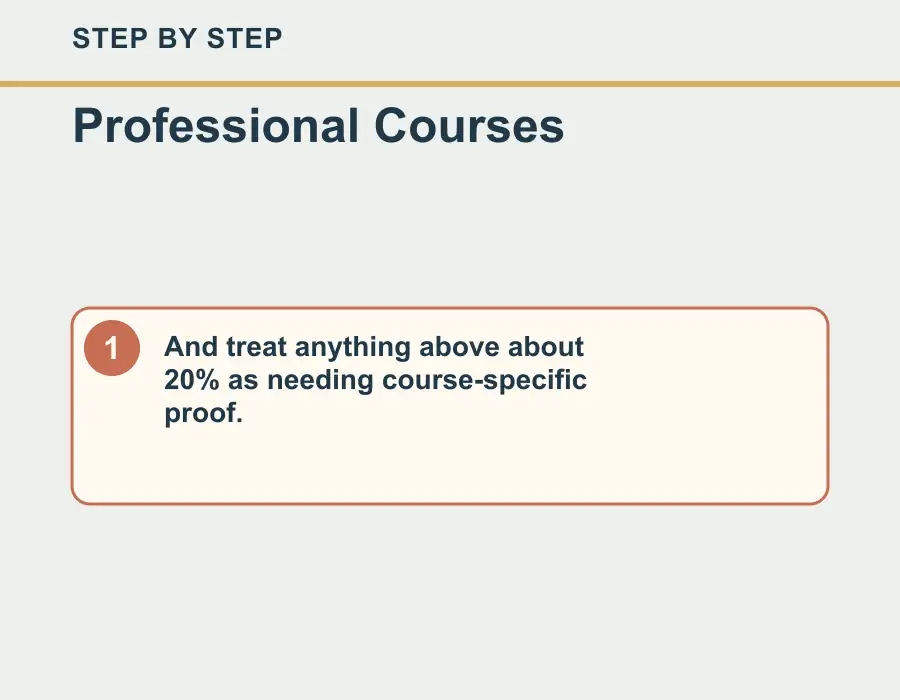 STEP BY STEP
Professional Courses
1
And treat anything above about
20% as needing course-specific
proof.